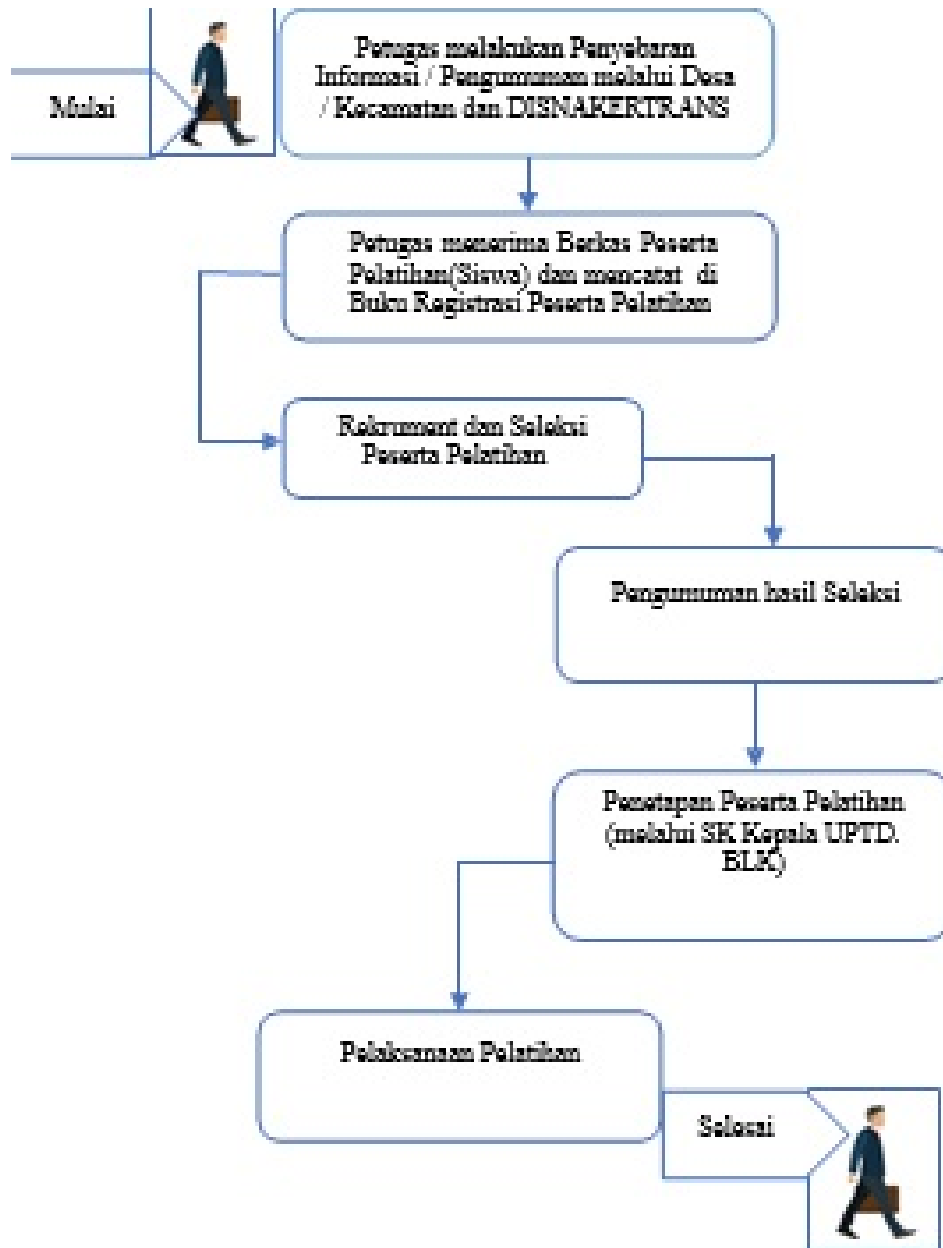 Mulai
Petugas melakukan Penyebaran
Informasi / Pengumuman melalui Desa
/ Kecamatan dan DISNAKERTRANS
Petugas menerima Berkas Peserta
Pelatihan(Siswa) dan mencatat di
Buku Registrasi Peserta Pelatihan
Rekrument dan Seleksi
Peserta Pelatihan
Pengumuman hasil Seleksi
Penetapan Peserta Pelatihan
(melalui SK Kepala UPTD.
BLK)
Pelaksanaan Pelatihan
Selesai